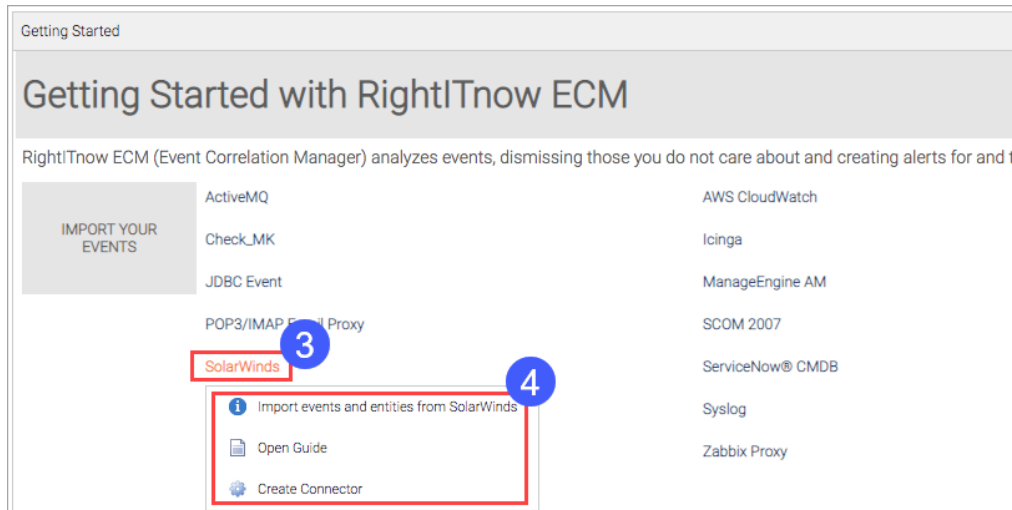 Getting Started
Getting Started with RightITnow ECM
RightITnow ECM (Event Correlation Manager) analyzes events, dismissing those you do not care about and creating alerts for and
IMPORT YOUR
EVENTS
ActiveMQ
AWS CloudWatch
Check_MK
Icinga
JDBC Event
ManageEngine AM
POP3/IMAP Email Proxy
SCOM 2007
3
SolarWinds
ServiceNow® CMDB
4
Import events and entities from SolarWinds
Syslog
Open Guide
Zabbix Proxy
Create Connector